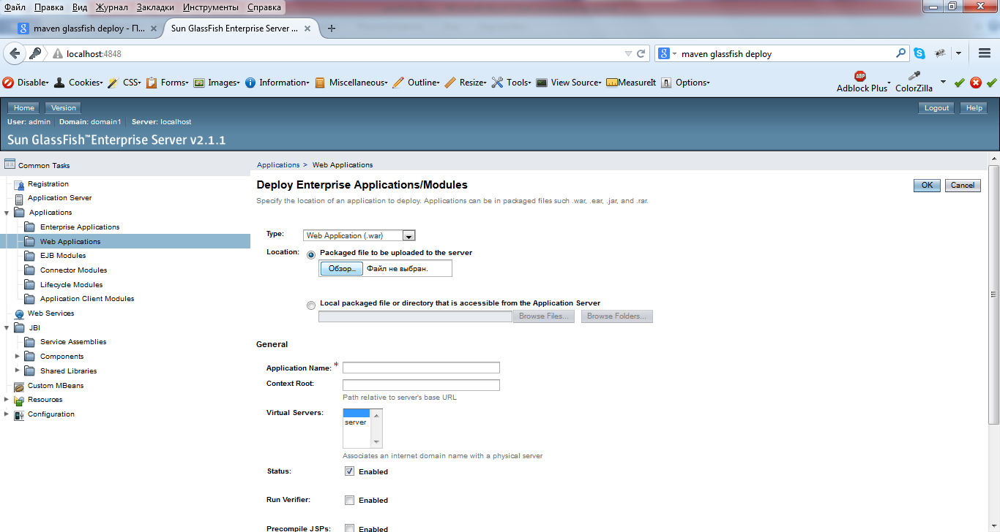 Файл Правка Вид Журнал Закладки Инструменты Справка
maven glassfish deploy - П... × Sun GlassFish Enterprise Server ... × +
localhost:4848 maven glassfish deploy
Disable Cookies CSS Forms Images Information Miscellaneous Outline Resize Tools View Source MeasureIt Options
ABP
Adblock Plus ColorZilla
Home Version Logout Help
User: admin Domain: domain1 Server: localhost
Sun GlassFish™ Enterprise Server v2.1.1
Common Tasks
Registration
Application Server
Applications
Enterprise Applications
Web Applications
EJB Modules
Connector Modules
Lifecycle Modules
Application Client Modules
Web Services
JBI
Service Assemblies
Components
Shared Libraries
Custom MBeans
Resources
Configuration
Applications > Web Applications
Deploy Enterprise Applications/Modules
OK Cancel
Specify the location of an application to deploy. Applications can be in packaged files such .war, .ear, .jar, and .rar.
Type: Web Application (.war)
Location: Packaged file to be uploaded to the server
Обзор... Файл не выбран.
Local packaged file or directory that is accessible from the Application Server
Browse Files... Browse Folders...
General
Application Name: *
Context Root:
Path relative to server's base URL
Virtual Servers:
server
Associates an internet domain name with a physical server
Status: Enabled
Run Verifier: Enabled
Precompile JSPs: Enabled